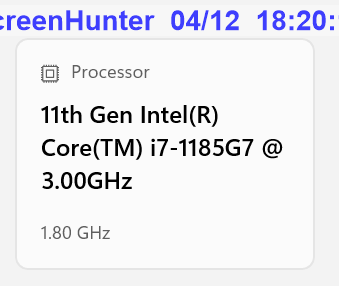 creenHunter 04/12 18:20:
Processor
11th Gen Intel(R)
Core(TM) i7-1185G7 @
3.00GHz
1.80 GHz